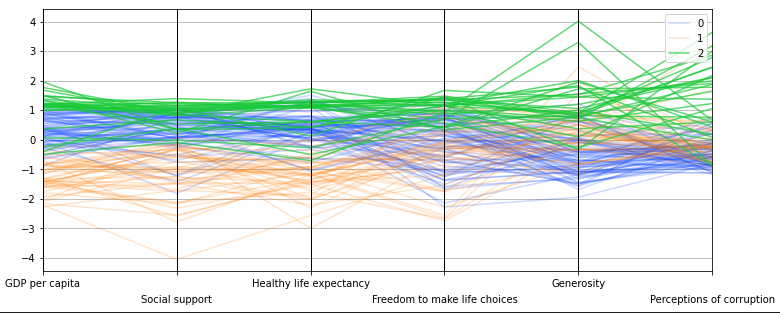 4
3
2
1
0
−1
−2
−3
−4
0
1
2
GDP per capita
Healthy life expectancy
Generosity
Social support
Freedom to make life choices
Perceptions of corruption